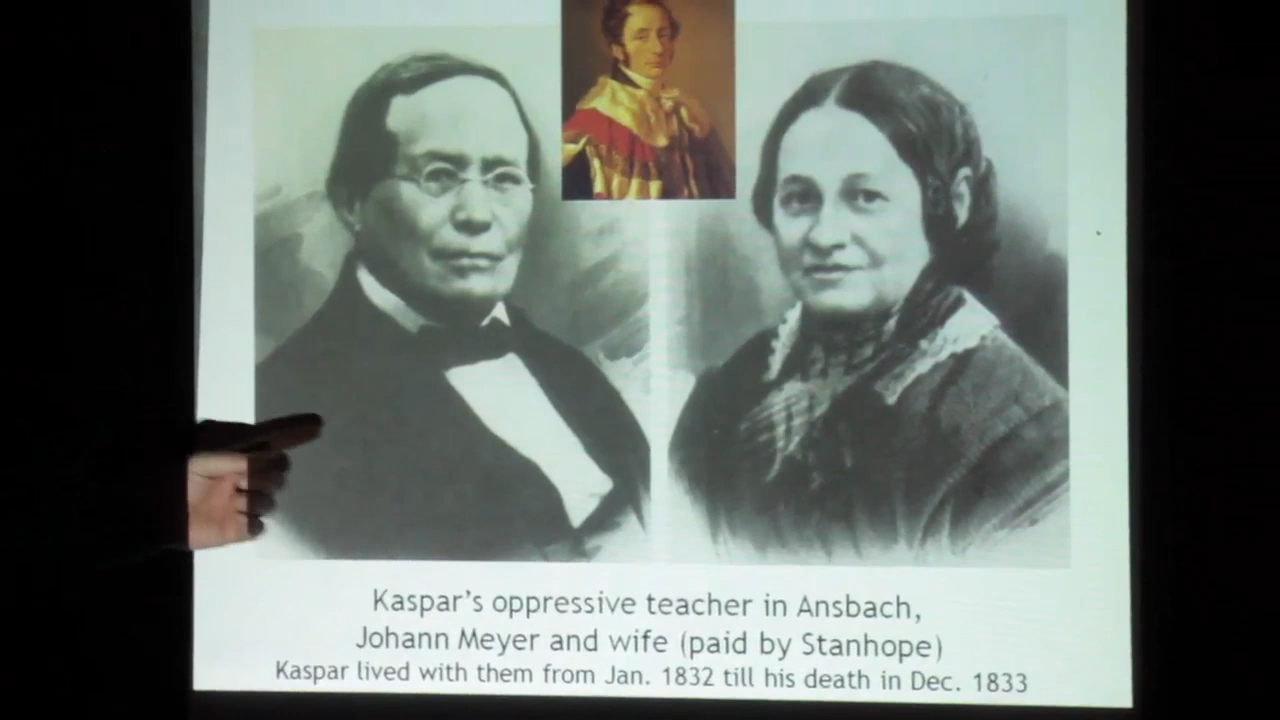 Kaspar's oppressive teacher in Ansbach,
Johann Meyer and wife (paid by Stanhope)
Kaspar lived with them from Jan. 1832 till his death in Dec. 1833